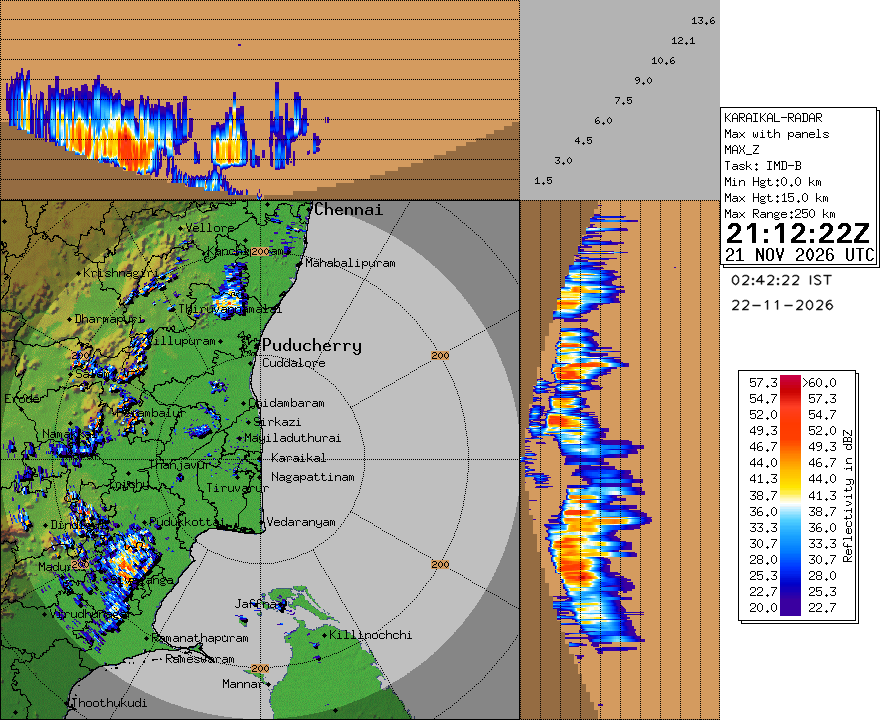 13.6
12.1
10.6
9.0
7.5
6.0
4.5
3.0
1.5
KARAIKAL-RADAR
Max with panels
MAX_Z
Task: IMD-B
Min Hgt:0.0 km
Max Hgt:15.0 km
Max Range:250 km
21:12:22Z
21 NOV 2026 UTC
02:42:22 IST
22-11-2026
Chennai
Vellore
200
Mahabalipuram
Krishnagiri
Dharmapuri
Puducherry
200
200
Cuddalore
Erode
Chidambaram
Sirkazi
Mayiladuthurai
Karaikal
Thanjavur
Nagapattinam
Tiruvarur
Pudukkottai
Vedaranyam
200
200
Jaffna
Killinochchi
Ramanathapuram
Rameswaram
200
Mannar
Thoothukudi
57.3 >60.0
54.7 57.3
52.0 54.7
49.3 52.0
46.7 49.3
44.0 46.7
41.3 44.0
38.7 41.3
36.0 38.7
33.3 36.0
30.7 33.3
28.0 30.7
25.3 28.0
22.7 25.3
20.0 22.7
Reflectivity in dBZ